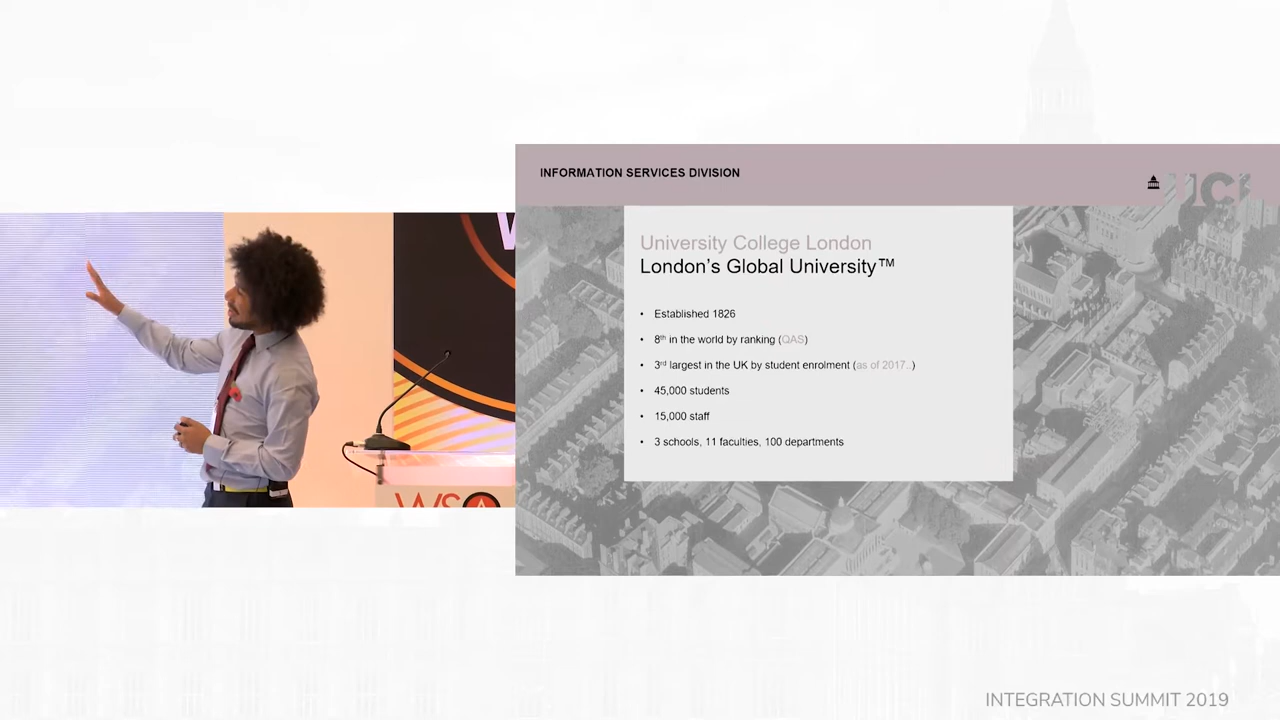 INFORMATION SERVICES DIVISION
UCL
University College London
London's Global University™
• Established 1826
• 8th in the world by ranking (QAS)
• 3rd largest in the UK by student enrolment (as of 2017..)
• 45,000 students
• 15,000 staff
• 3 schools, 11 faculties, 100 departments
W
WSO
INTEGRATION SUMMIT 2019